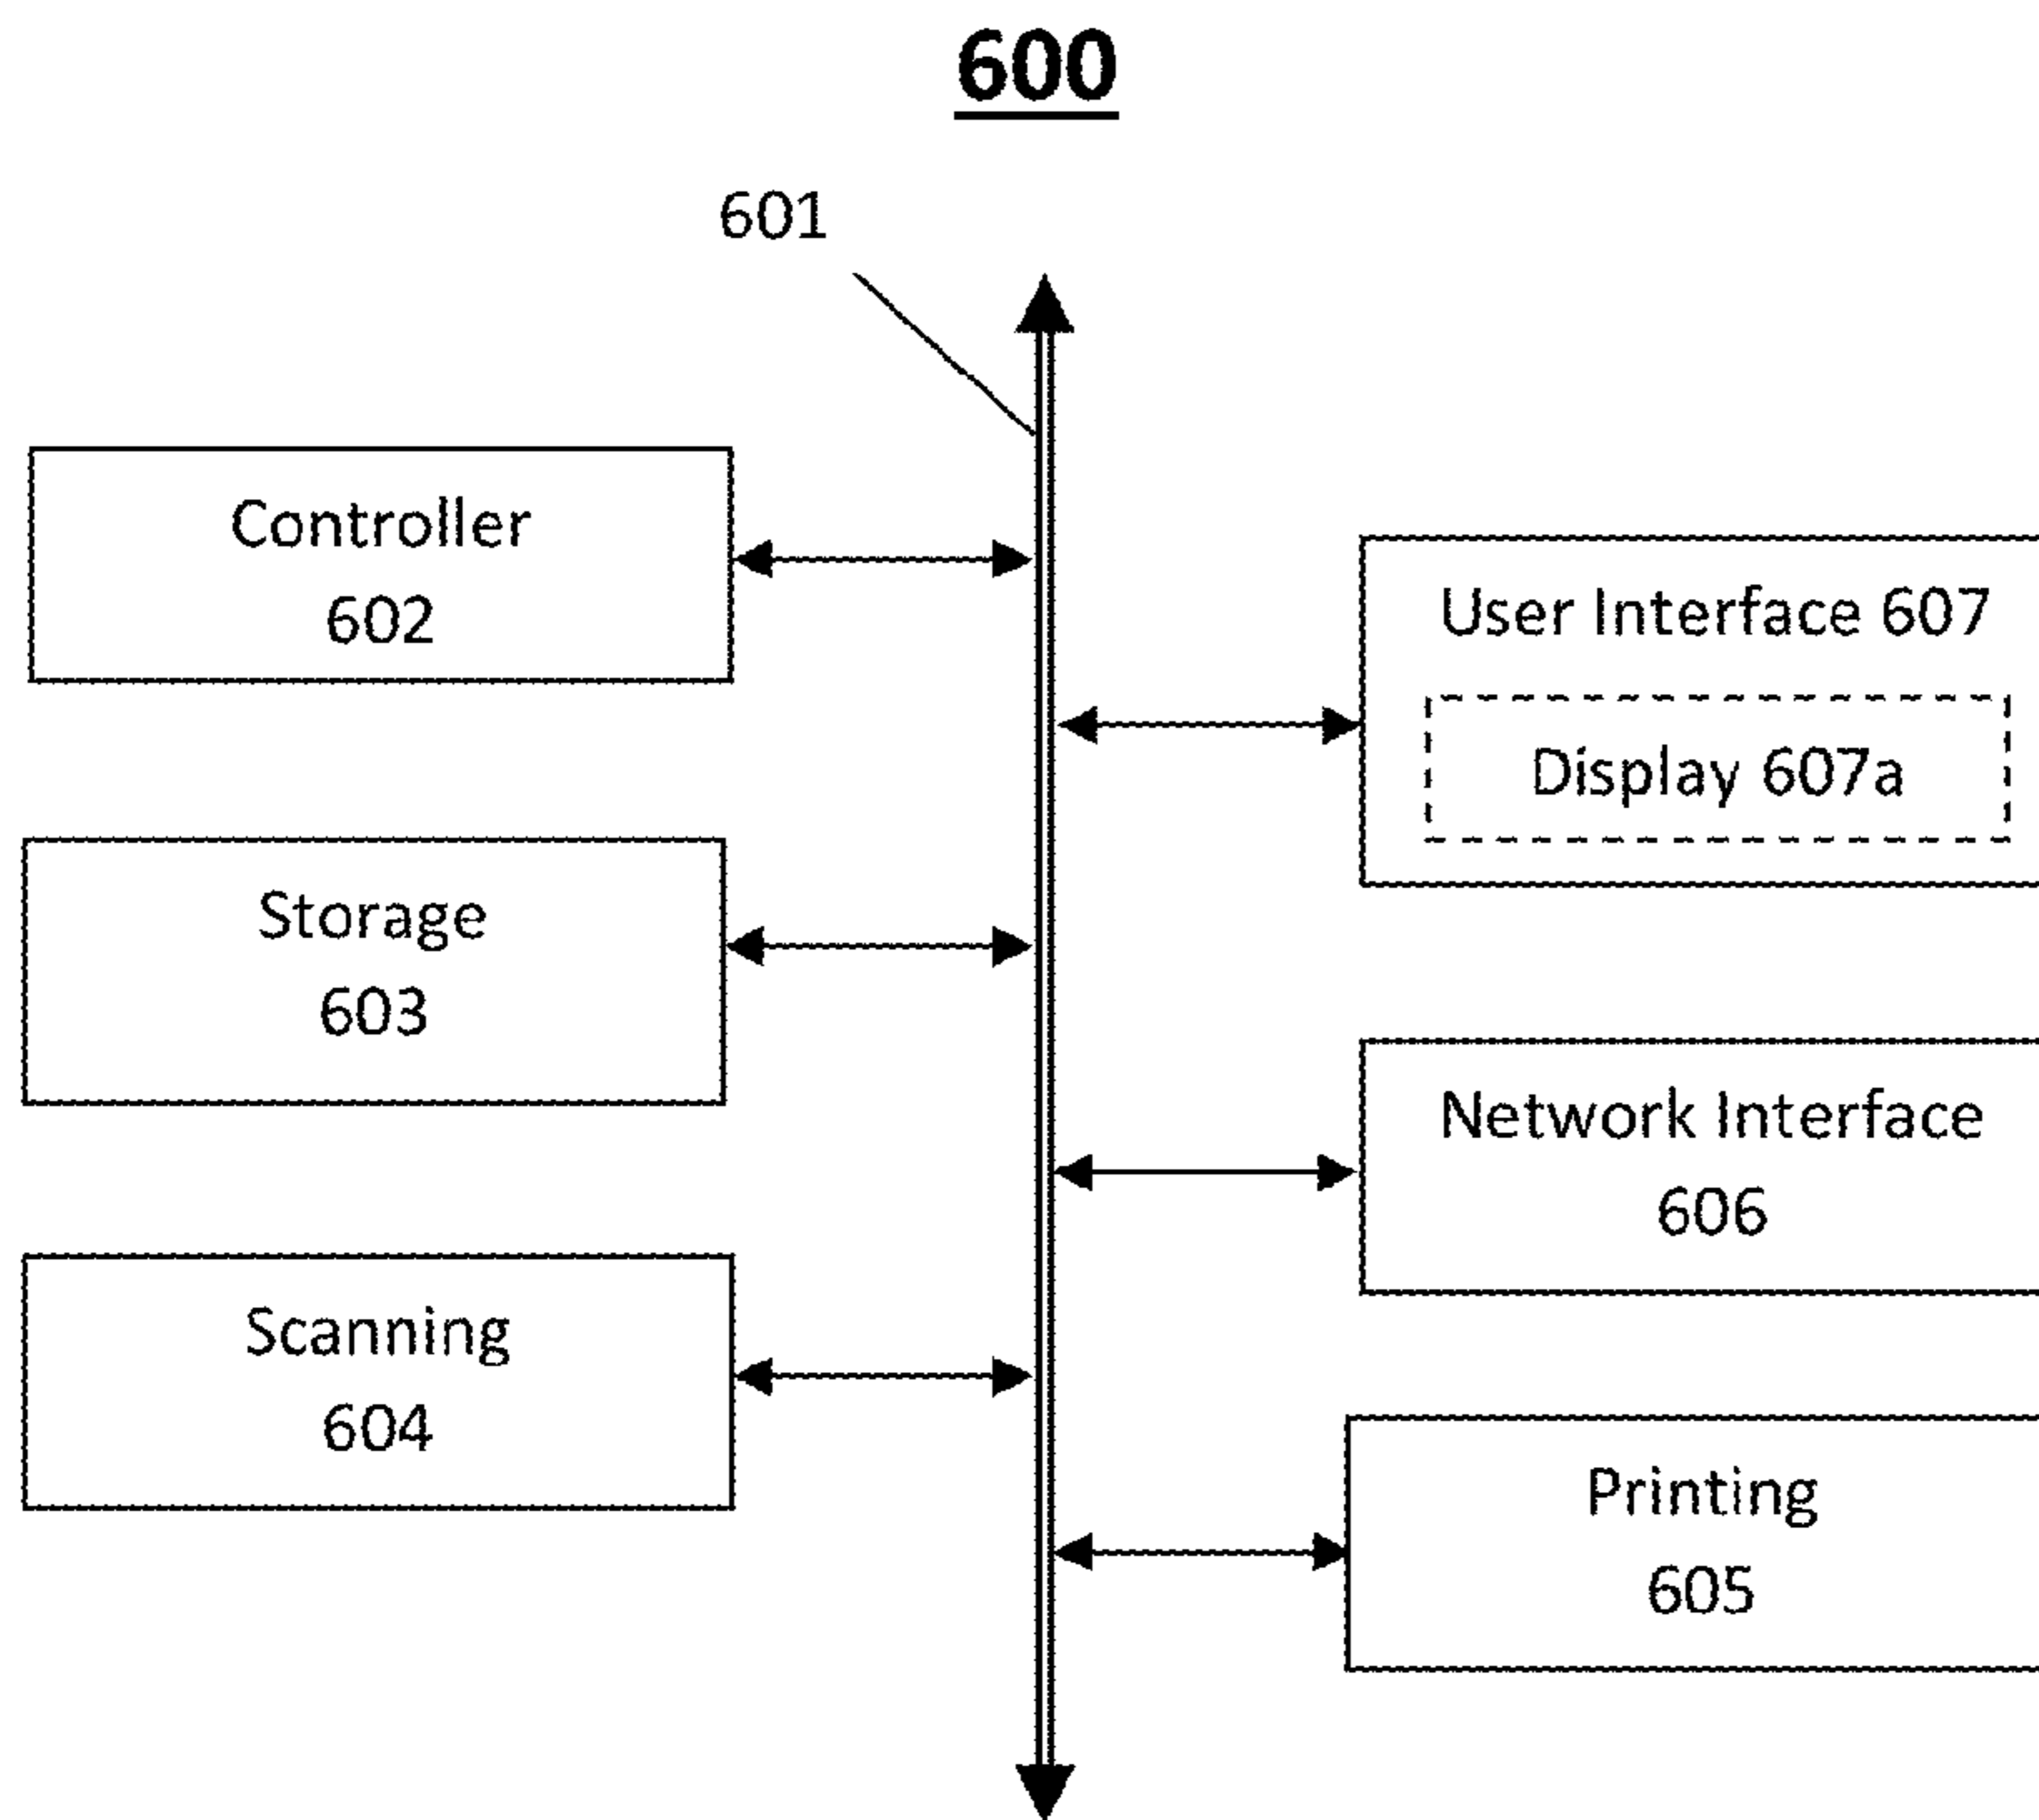 600
601
Controller
602
User Interface 607
Display 607a
Storage
603
Network Interface
606
Scanning
604
Printing
605